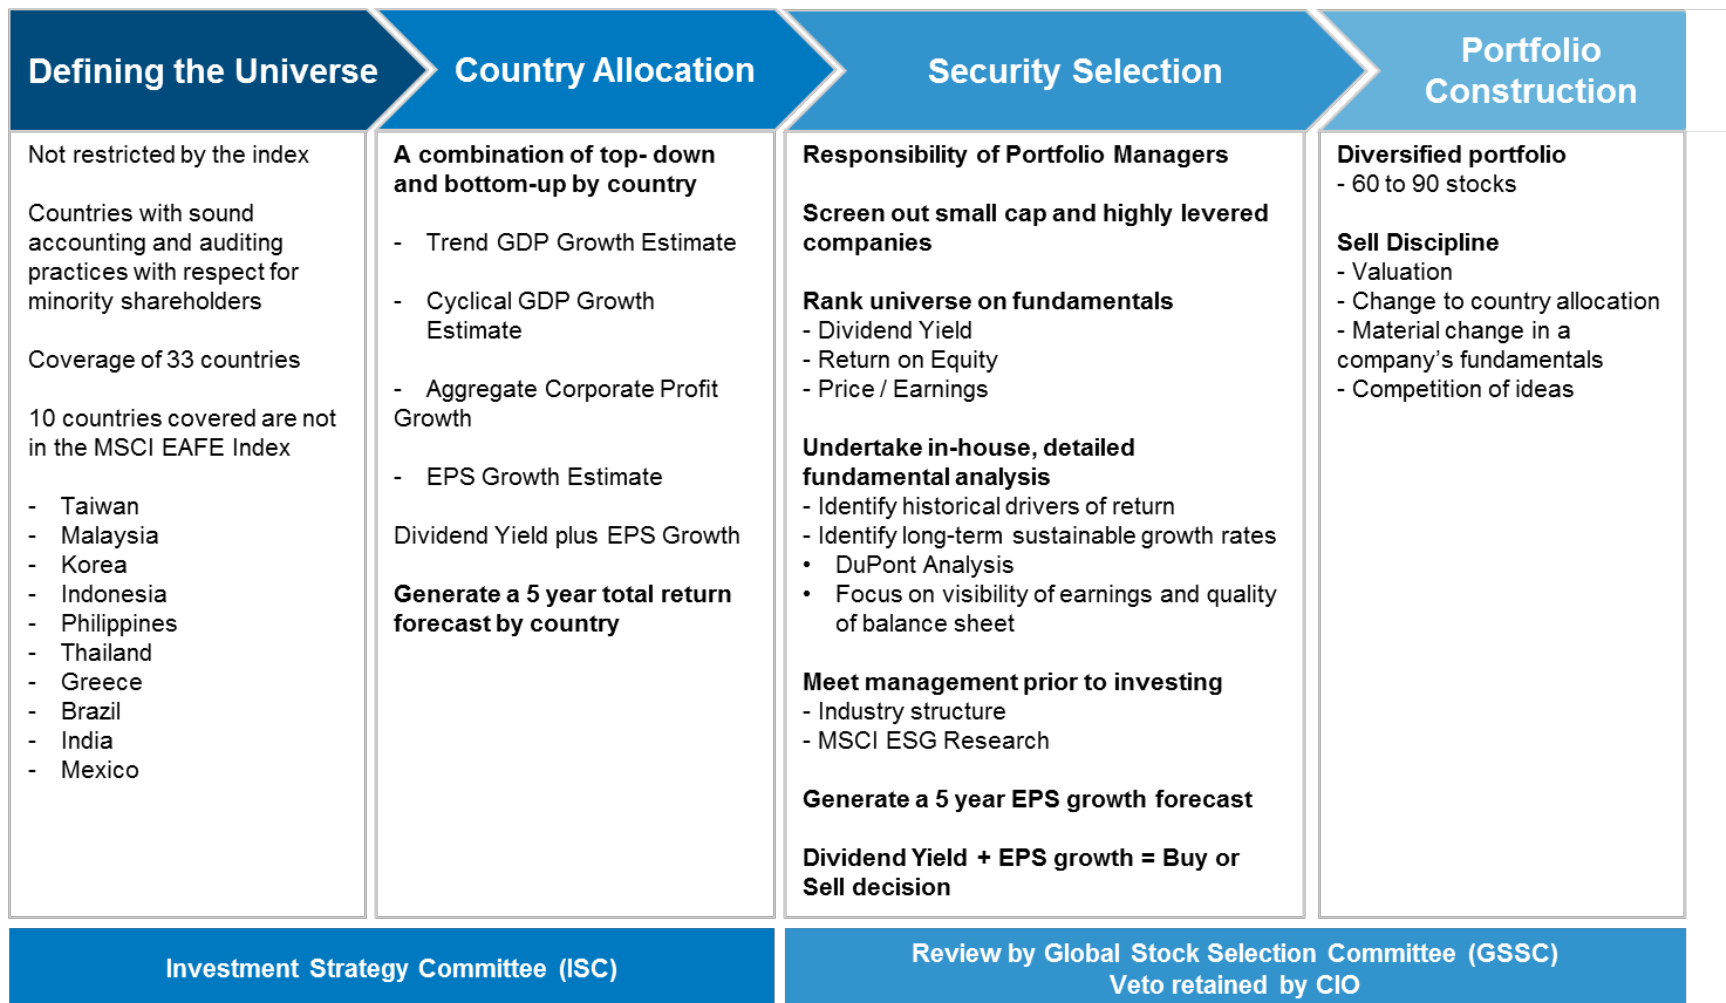 Defining the Universe
Country Allocation
Security Selection
Portfolio
Construction
Not restricted by the index
Countries with sound
accounting and auditing
practices with respect for
minority shareholders
Coverage of 33 countries
10 countries covered are not
in the MSCI EAFE Index
- Taiwan
- Malaysia
- Korea
- Indonesia
- Philippines
- Thailand
- Greece
- Brazil
- India
- Mexico
A combination of top- down
and bottom-up by country
- Trend GDP Growth Estimate
- Cyclical GDP Growth
Estimate
- Aggregate Corporate Profit
Growth
- EPS Growth Estimate
Dividend Yield plus EPS Growth
Generate a 5 year total return
forecast by country
Responsibility of Portfolio Managers
Screen out small cap and highly levered
companies
Rank universe on fundamentals
- Dividend Yield
- Return on Equity
- Price / Earnings
Undertake in-house, detailed
fundamental analysis
- Identify historical drivers of return
- Identify long-term sustainable growth rates
• DuPont Analysis
• Focus on visibility of earnings and quality
of balance sheet
Meet management prior to investing
- Industry structure
- MSCI ESG Research
Generate a 5 year EPS growth forecast
Dividend Yield + EPS growth = Buy or
Sell decision
Diversified portfolio
- 60 to 90 stocks
Sell Discipline
- Valuation
- Change to country allocation
- Material change in a
company's fundamentals
- Competition of ideas
Investment Strategy Committee (ISC)
Review by Global Stock Selection Committee (GSSC)
Veto retained by CIO